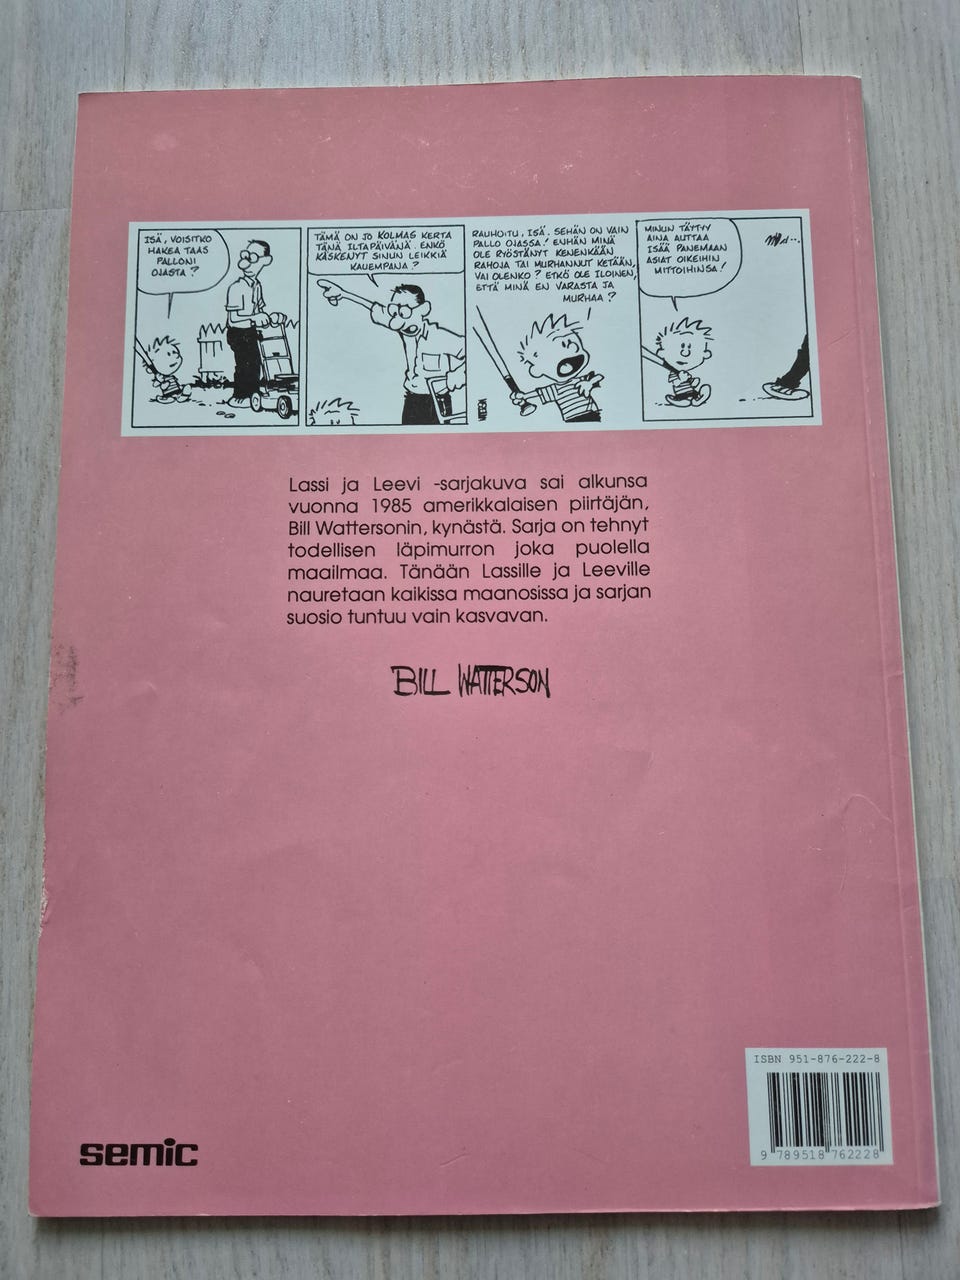 ISÄ, VOISITKO
HAKEA TAAS
PALLONI
OJASTA?
TÄMÄ ON JO KOLMAS KERTA
TÄNÄ ILTAPÄIVÄNÄ. ENKÖ
KÄSKENYT SINUN LEIKKIÄ
KAUEMPANA?
RAUHOITU, ISÄ. SEHÄN ON VAIN
PALLO OJASSA! ENHÄN MINÄ
OLE RYÖSTÄNYT KENENKÄÄN
RAHOJA TAI MURHANNUT KETÄÄN,
VAI OLENKO? ETKÖ OLE ILOINEN,
ETTÄ MINÄ EN VARASTA JA
MURHAA?
MINUN TÄYTYY
AINA AUTTAA
ISÄÄ PANEMAAN
ASIAT OIKEIHIN
MITTOIHINSA!
Lassi ja Leevi -sarjakuva sai alkunsa
vuonna 1985 amerikkalaisen piirtäjän,
Bill Wattersonin, kynästä. Sarja on tehnyt
todellisen läpimurron joka puolella
maailmaa. Tänään Lassille ja Leeville
nauretaan kaikissa maanosissa ja sarjan
suosio tuntuu vain kasvavan.
BILL WATTERSON
ISBN 951-876-222-8
9 789518 762228
semic